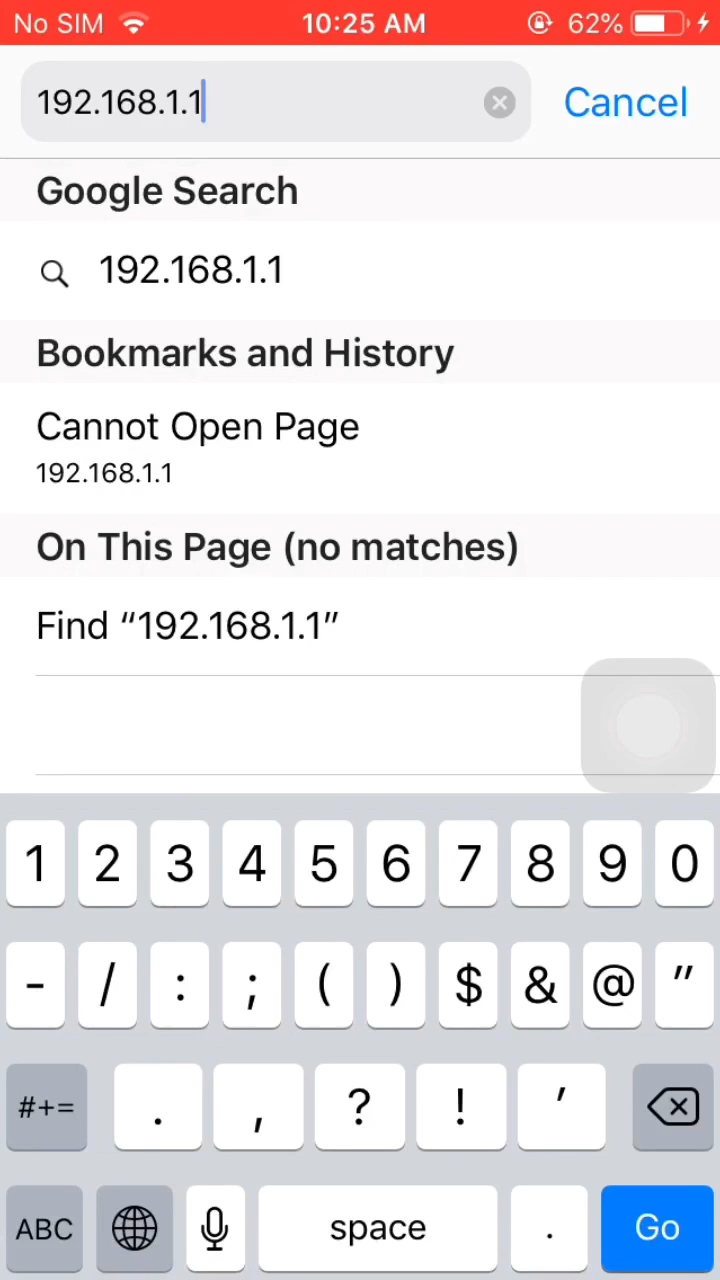 No SIM 10:25 AM 62%
192.168.1.1 Cancel
Google Search
192.168.1.1
Bookmarks and History
Cannot Open Page
192.168.1.1
On This Page (no matches)
Find “192.168.1.1”
1 2 3 4 5 6 7 8 9 0
- / : ; ( ) $ & @ "
#+= . , ? ! '
ABC space . Go